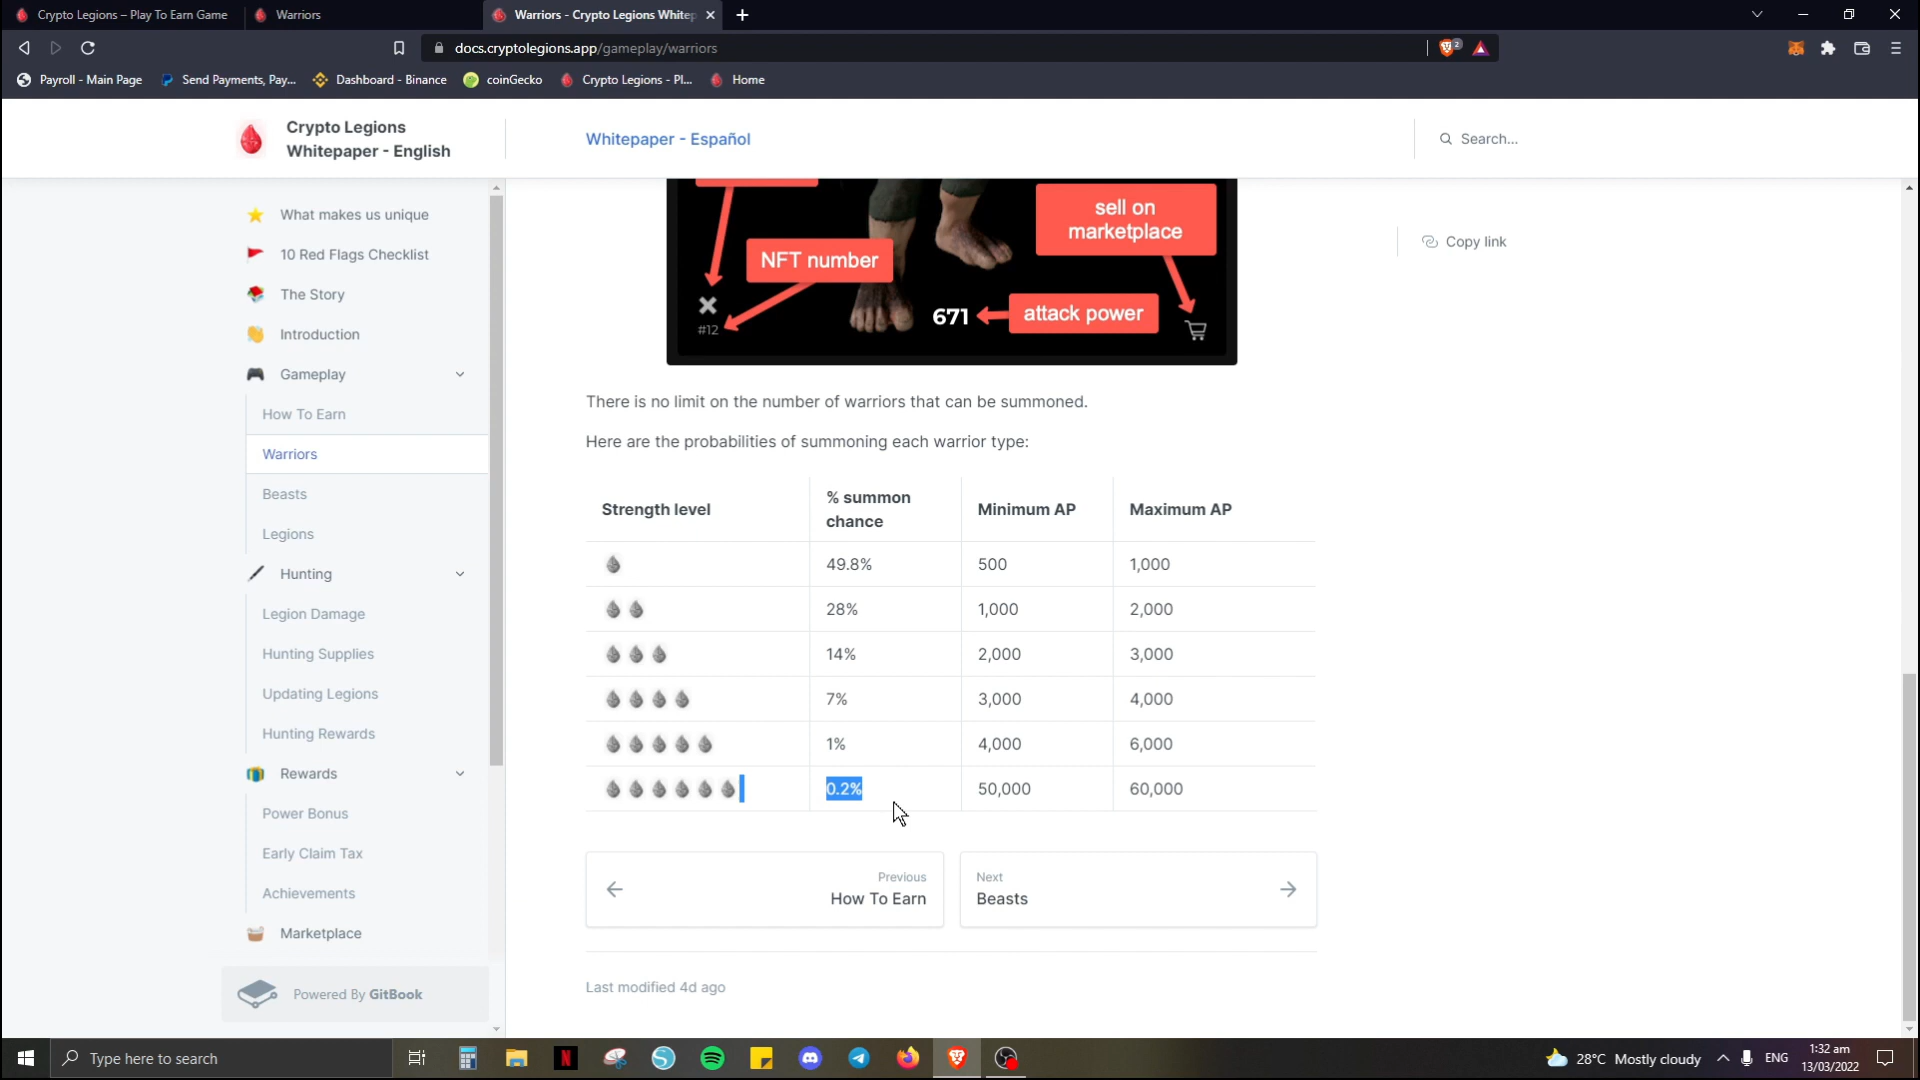 Crypto Legions – Play To Earn Game
Warriors
Warriors - Crypto Legions Whitep
docs.cryptolegions.app/gameplay/warriors
2
Payroll - Main Page
Send Payments, Pay...
Dashboard - Binance
coinGecko
Crypto Legions - Pl...
Home
Crypto Legions
Whitepaper - English
Whitepaper - Español
Search...
What makes us unique
10 Red Flags Checklist
The Story
Introduction
Gameplay
How To Earn
Warriors
Beasts
Legions
Hunting
Legion Damage
Hunting Supplies
Updating Legions
Hunting Rewards
Rewards
Power Bonus
Early Claim Tax
Achievements
Marketplace
Powered By GitBook
sell on
marketplace
NFT number
#12
671
attack power
Copy link
There is no limit on the number of warriors that can be summoned.
Here are the probabilities of summoning each warrior type:
Strength level % summon chance Minimum AP Maximum AP
49.8% 500 1,000
28% 1,000 2,000
14% 2,000 3,000
7% 3,000 4,000
1% 4,000 6,000
0.2% 50,000 60,000
Previous
How To Earn
Next
Beasts
Last modified 4d ago
Type here to search
28°C Mostly cloudy
ENG
1:32 am
13/03/2022